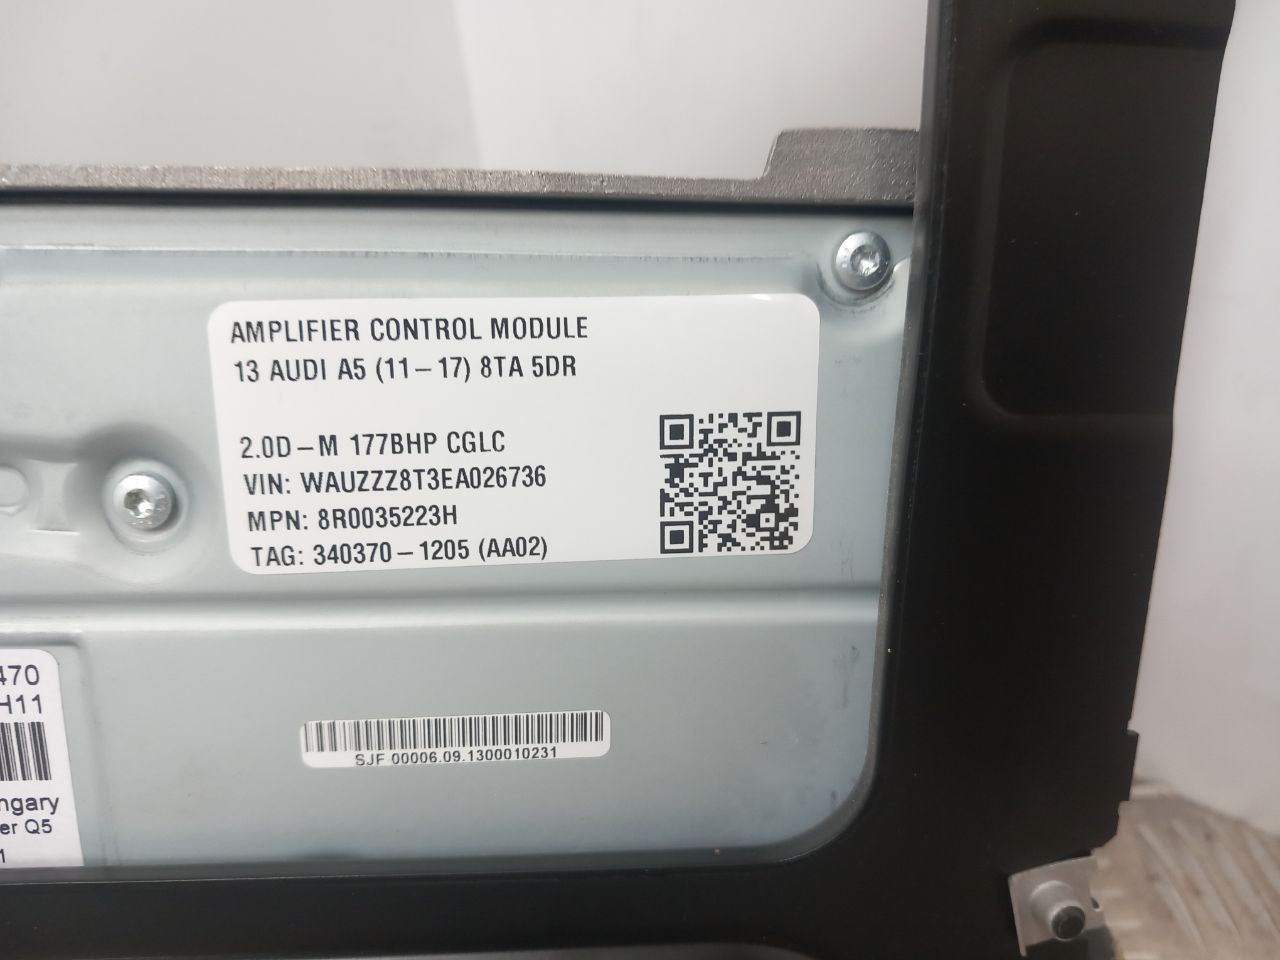 AMPLIFIER CONTROL MODULE
13 AUDI A5 (11-17) 8TA 5DR
2.0D-M 177BHP CGLC
VIN: WAUZZZ8T3EA026736
MPN: 8R0035223H
TAG: 340370-1205 (AA02)
470
H11
ngary
er Q5
1
SJF 00006.09.1300010231